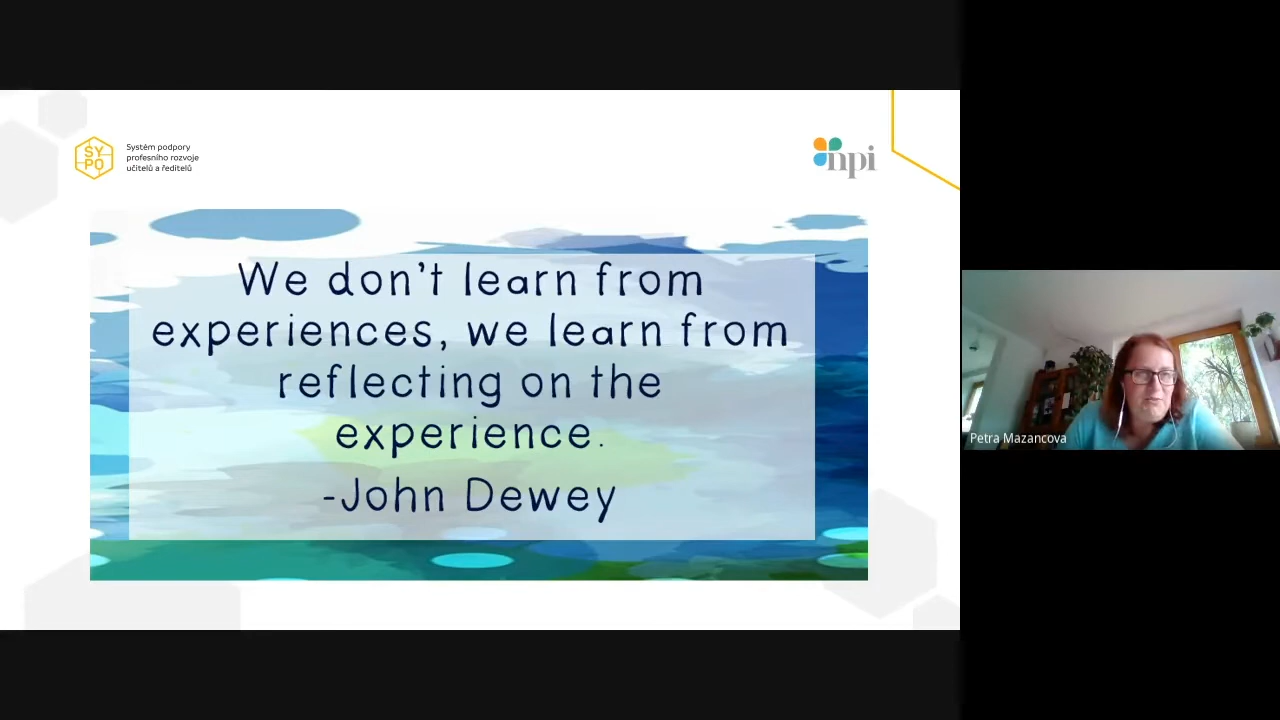 SY
PO
Systém podpory
profesního rozvoje
učitelů a ředitelů
npi
We don't learn from
experiences, we learn from
reflecting on the
experience.
-John Dewey
Petra Mazancova